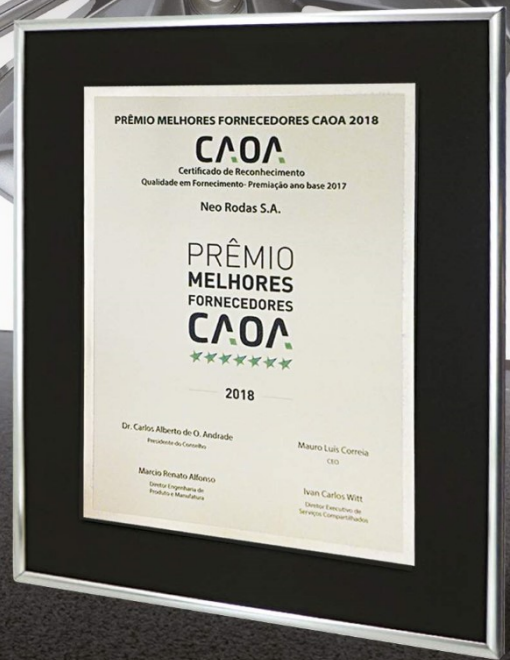 PRÊMIO MELHORES FORNECEDORES CAOA 2018
CAOA
Certificado de Reconhecimento
Qualidade em Fornecimento- Premiação ano base 2017
Neo Rodas S.A.
PRÊMIO
MELHORES
FORNECEDORES
CAOA
2018
Dr. Carlos Alberto de O. Andrade
Presidente do Conselho
Mauro Luis Correia
CEO
Marcio Renato Alfonso
Diretor Engenharia de
Produto e Manufatura
Ivan Carlos Witt
Diretor Executivo de
Serviços Compartilhados